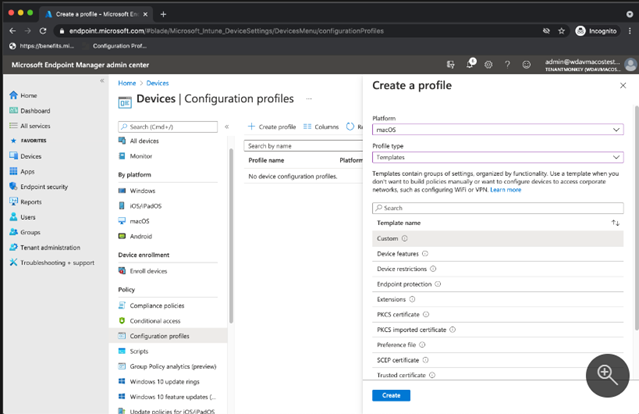 Create a profile - Microsoft En
Incognito
endpoint.microsoft.com/#blade/Microsoft_Intune_DeviceSettings/DevicesMenu/configurationProfiles
https://benefits.mi...
Configuration Prof...
Microsoft Endpoint Manager admin center
admin@wdavmacostest...
TENANTMONKEY (WDAVMACOS...
Home
Dashboard
All services
FAVORITES
Devices
Apps
Endpoint security
Reports
Users
Groups
Tenant administration
Troubleshooting + support
Home > Devices
Devices | Configuration profiles ...
Search (Cmd+/)
All devices
Monitor
By platform
Windows
iOS/iPadOS
macOS
Android
Device enrollment
Enroll devices
Policy
Compliance policies
Conditional access
Configuration profiles
Scripts
Group Policy analytics (preview)
Windows 10 update rings
Windows 10 feature updates (...
Update policies for iOS/iPadOS
Create profile
Columns
Search by name
Profile name
Platform
No device configuration profiles.
Create a profile
Platform
macOS
Profile type
Templates
Templates contains groups of settings, organized by functionality. Use a template when you
don't want to build policies manually or want to configure devices to access corporate
networks, such as configuring WiFi or VPN. Learn more
Search
Template name
Custom
Device features
Device restrictions
Endpoint protection
Extensions
PKCS certificate
PKCS imported certificate
Preference file
SCEP certificate
Trusted certificate
Create